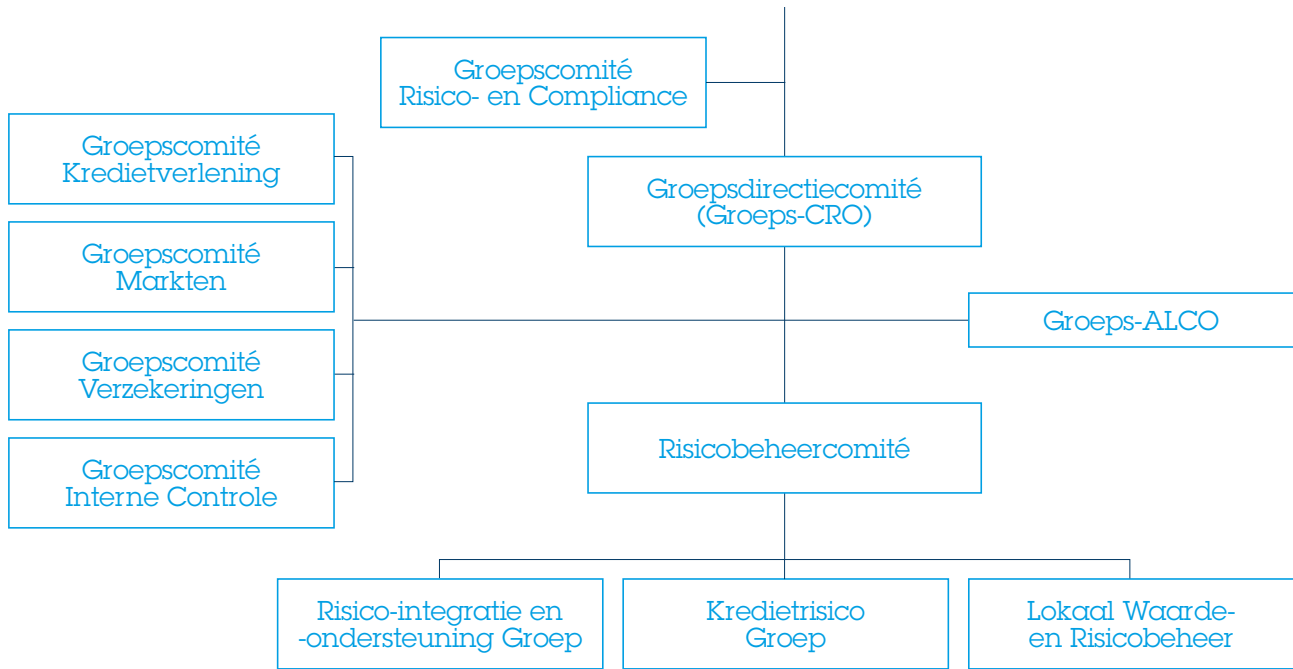 Groepscomité
Risico- en Compliance
Groepscomité
Kredietverlening
Groepsdirectiecomité
(Groeps-CRO)
Groepscomité
Markten
Groeps-ALCO
Groepscomité
Verzekeringen
Risicobeheercomité
Groepscomité
Interne Controle
Risico-integratie en
-ondersteuning Groep
Kredietrisico
Groep
Lokaal Waarde-
en Risicobeheer